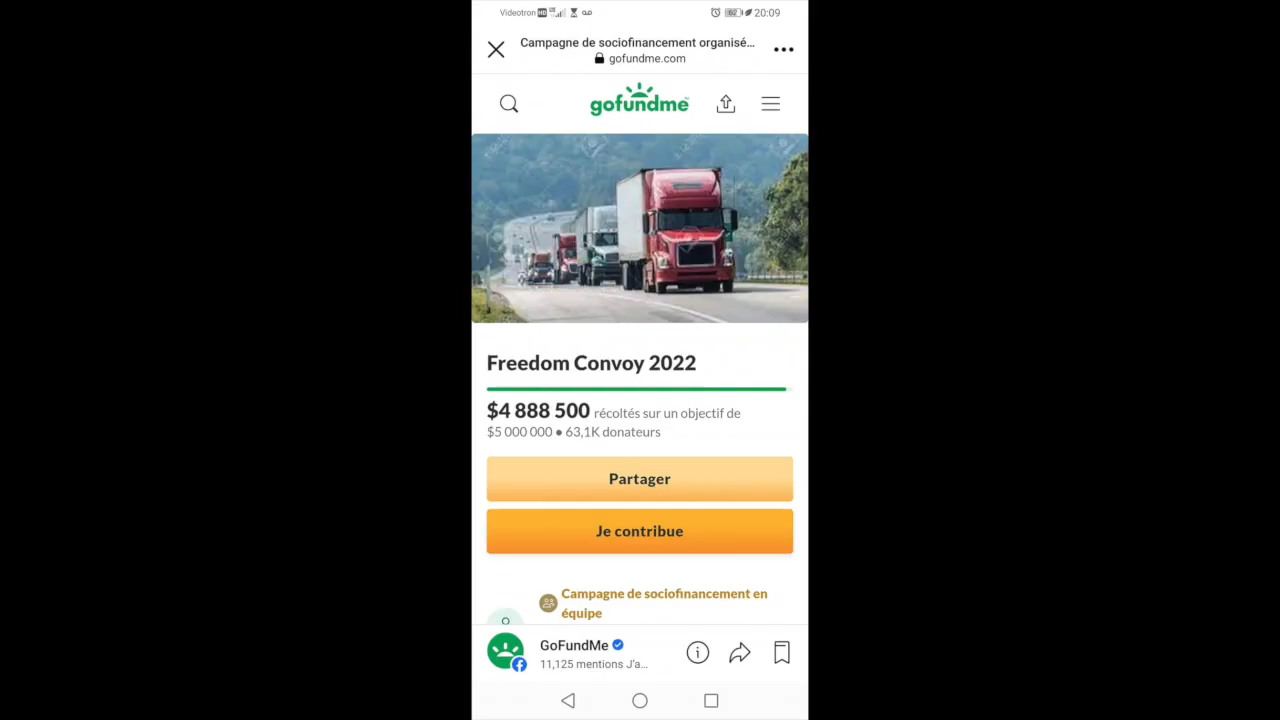 Videotron HD 62 20:09
Campagne de sociofinancement organisé…
gofundme.com
gofundme
Freedom Convoy 2022
$4 888 500 récoltés sur un objectif de
$5 000 000 • 63,1K donateurs
Partager
Je contribue
Campagne de sociofinancement en
équipe
GoFundMe
11,125 mentions J'a…